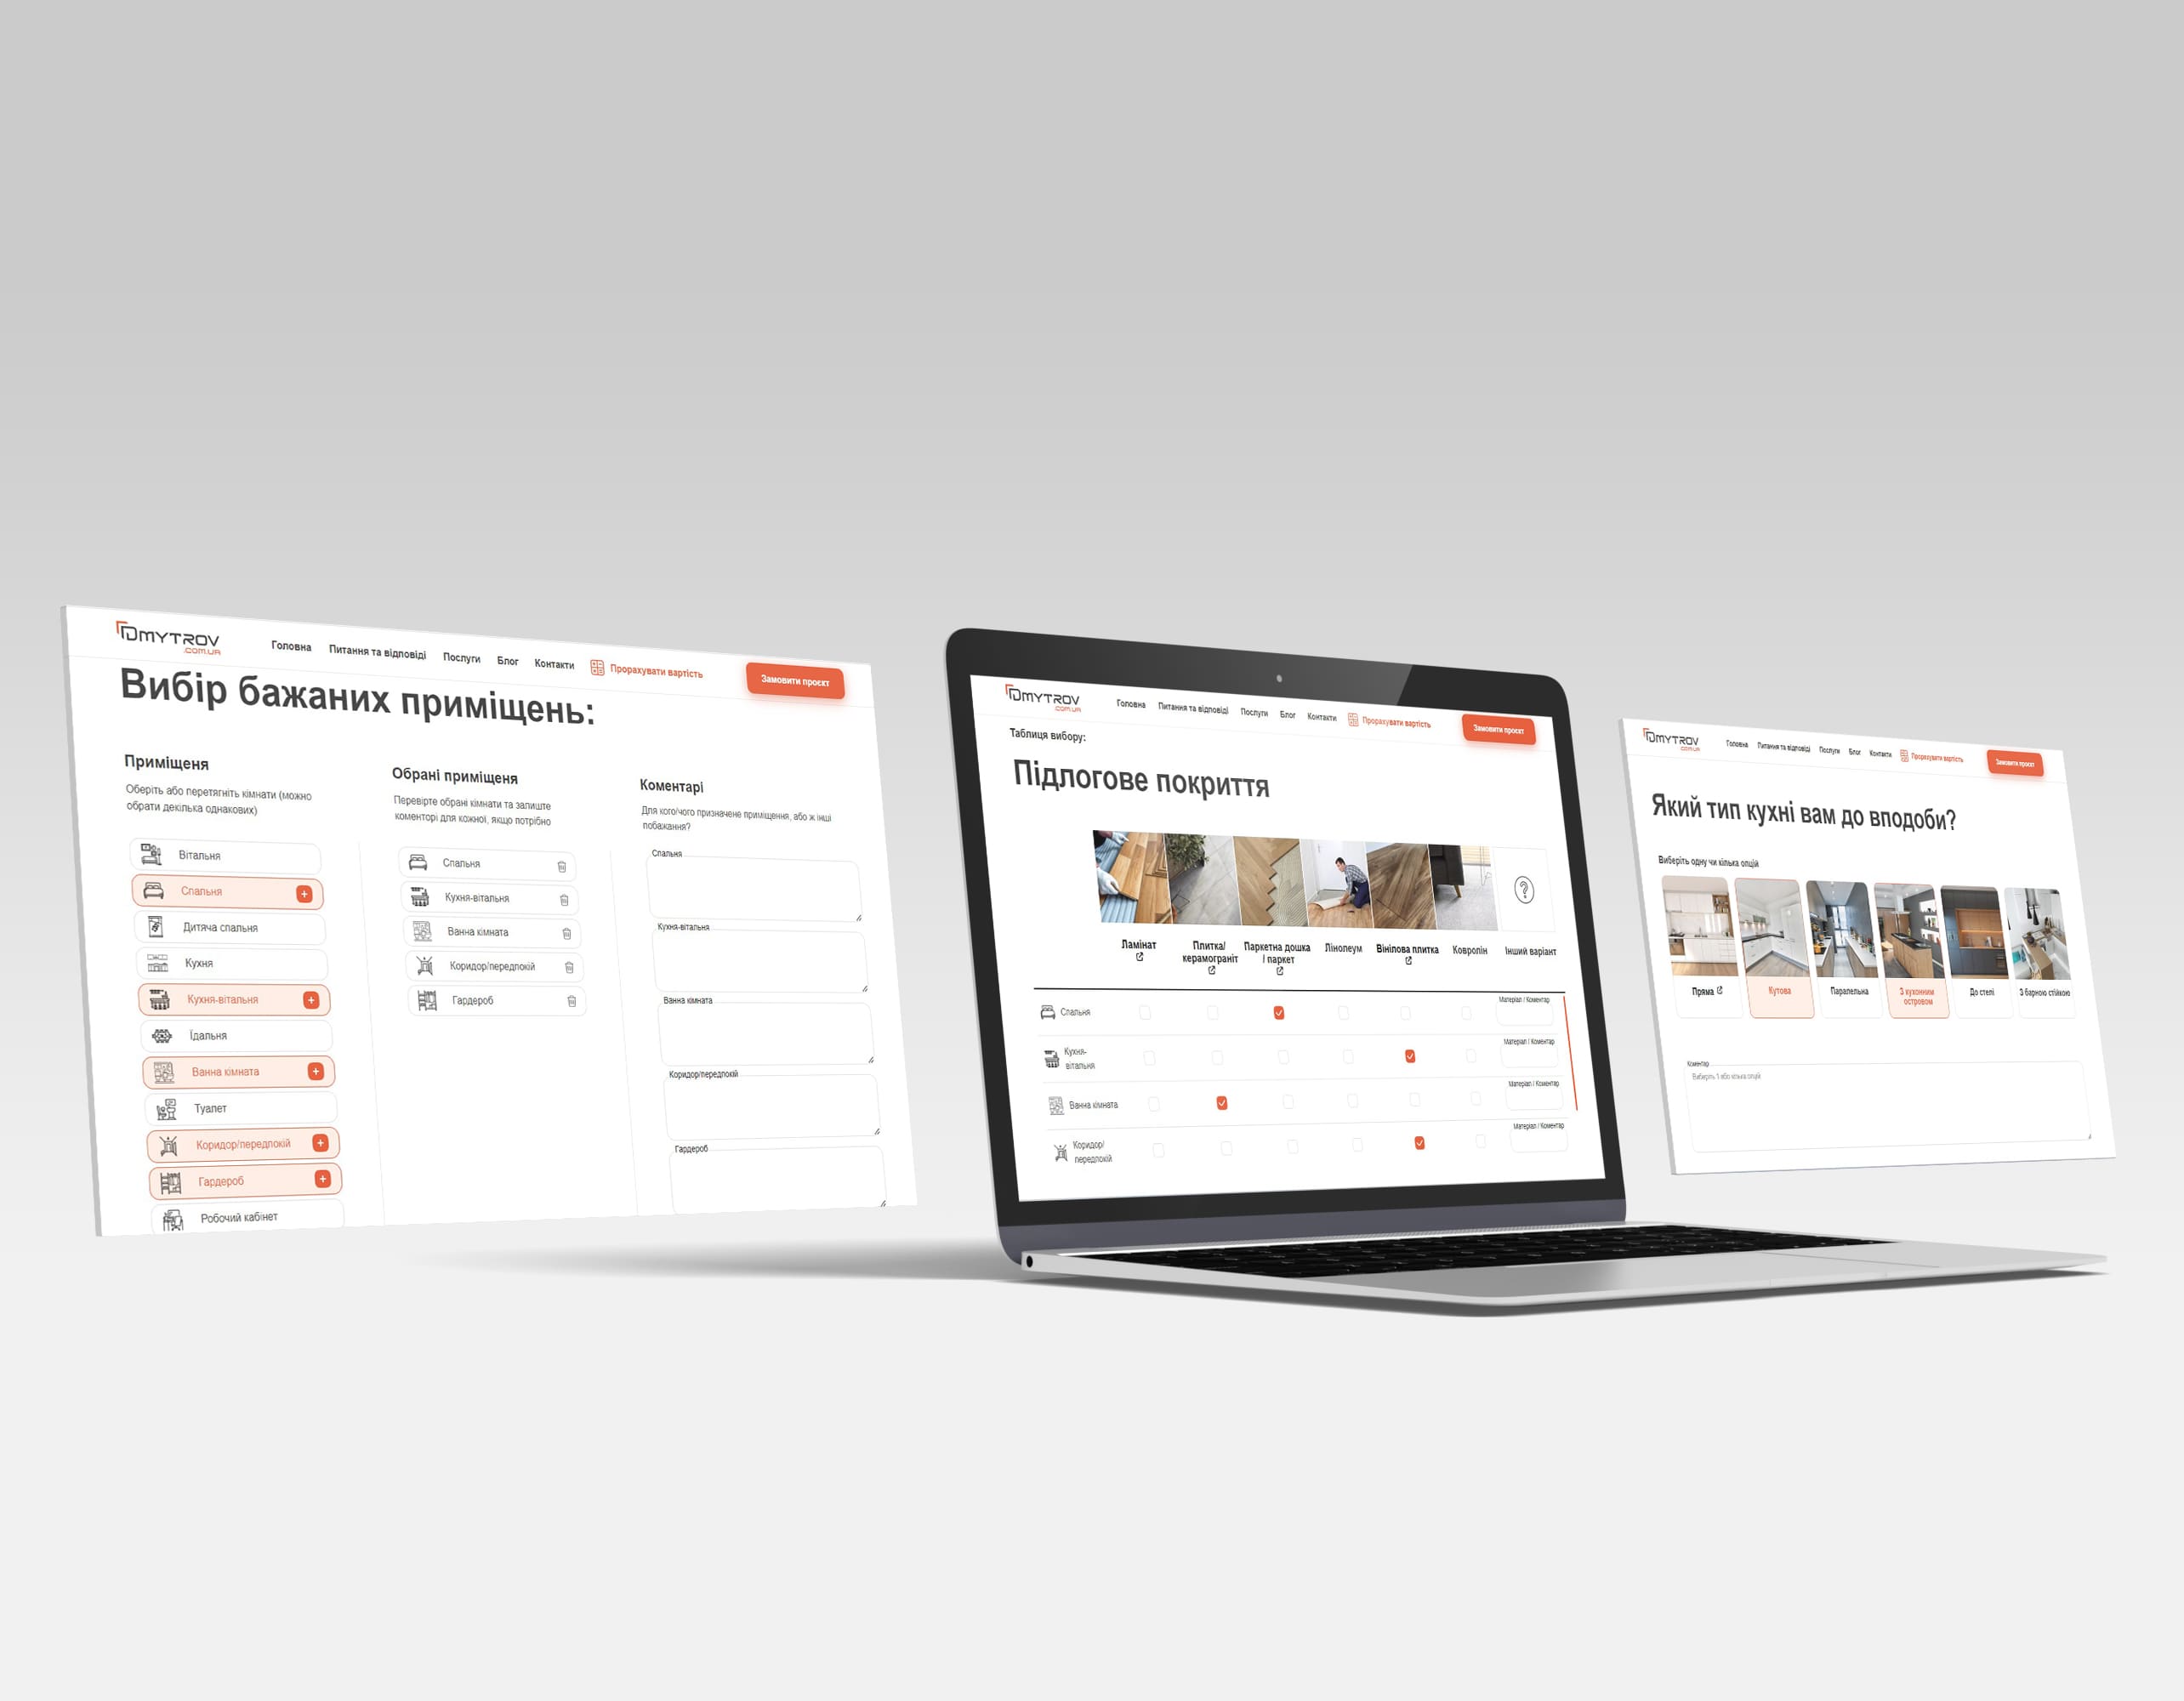 DMYTROV
.COM.UA
Головна Питання та відповіді Послуги Блог Контакти Прорахувати вартість Замовити проєкт
Вибір бажаних приміщень:
Приміщеня
Оберіть або перетягніть кімнати (можно
обрати декілька однакових)
Вітальня
Спальня
Дитяча спальня
Кухня
Кухня-вітальня
Їдальня
Ванна кімната
Туалет
Коридор/передпокій
Гардероб
Робочий кабінет
Обрані приміщеня
Перевірте обрані кімнати та запиште
коменторі для кожної, якщо потрібно
Спальня
Кухня-вітальня
Ванна кімната
Коридор/передпокій
Гардероб
Коментарі
Для кого/чого призначене приміщення, або ж інші
побажання?
Спальня
Кухня-вітальня
Ванна кімната
Коридор/передпокій
Гардероб
DMYTROV
.COM.UA
Головна Питання та відповіді Послуги Блог Контакти Прорахувати вартість Замовити проєкт
Таблиця вибору:
Підлогове покриття
Ламінат
Плитка/
керамограніт
Паркетна дошка
/ паркет
Лінолеум
Вінілова плитка
Ковролін
Інший варіант
Спальня
Матеріал / Коментар
Кухня-
вітальня
Матеріал / Коментар
Ванна кімната
Матеріал / Коментар
Коридор/
передпокій
Матеріал / Коментар
DMYTROV
.COM.UA
Головна Питання та відповіді Послуги Блог Контакти Прорахувати вартість Замовити проєкт
Який тип кухні вам до вподоби?
Виберіть одну чи кілька опцій
Пряма
Кутова
Паралельна
З кухонним
островом
До стелі
З барною стійкою
Коментар
Виберіть 1 або кілька опцій